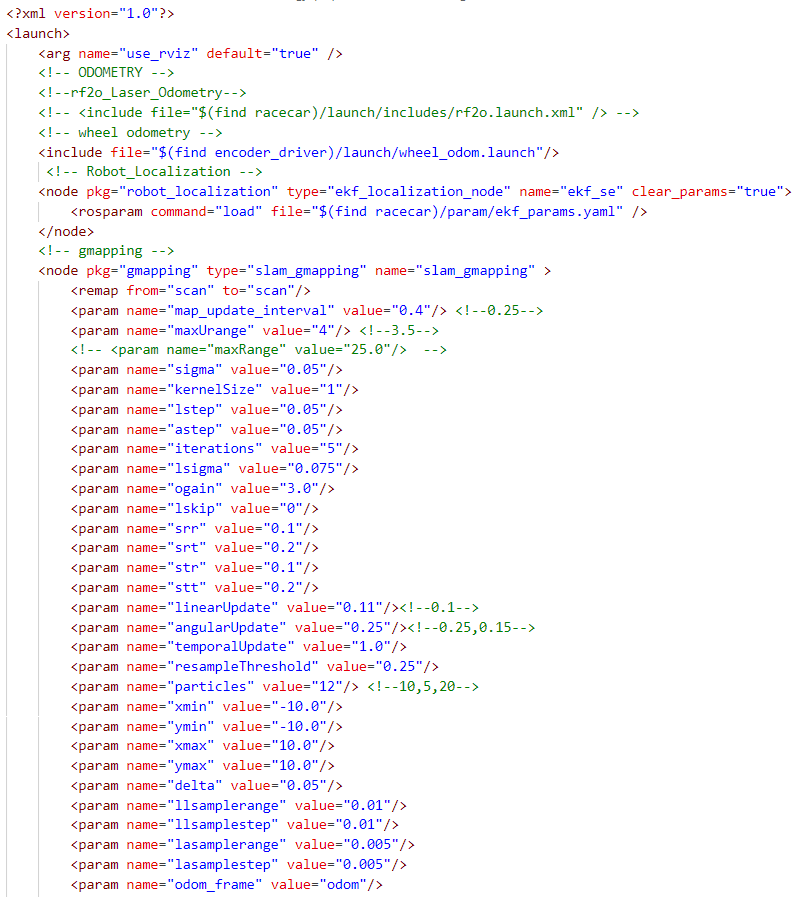 <?xml version="1.0"?>
<launch>
<arg name="use_rviz" default="true" />
<!-- ODOMETRY -->
<!--rf2o_Laser_Odometry-->
<!-- <include file="$(find racecar)/launch/includes/rf2o.launch.xml" /> -->
<!-- wheel odometry -->
<include file="$(find encoder_driver)/launch/wheel_odom.launch"/>
<!-- Robot_Localization -->
<node pkg="robot_localization" type="ekf_localization_node" name="ekf_se" clear_params="true">
<rosparam command="load" file="$(find racecar)/param/ekf_params.yaml" />
</node>
<!-- gmapping -->
<node pkg="gmapping" type="slam_gmapping" name="slam_gmapping" >
<remap from="scan" to="scan"/>
<param name="map_update_interval" value="0.4"/> <!--0.25-->
<param name="maxUrange" value="4"/> <!--3.5-->
<!-- <param name="maxRange" value="25.0"/>  -->
<param name="sigma" value="0.05"/>
<param name="kernelSize" value="1"/>
<param name="lstep" value="0.05"/>
<param name="astep" value="0.05"/>
<param name="iterations" value="5"/>
<param name="lsigma" value="0.075"/>
<param name="ogain" value="3.0"/>
<param name="lskip" value="0"/>
<param name="srr" value="0.1"/>
<param name="srt" value="0.2"/>
<param name="str" value="0.1"/>
<param name="stt" value="0.2"/>
<param name="linearUpdate" value="0.11"/><!--0.1-->
<param name="angularUpdate" value="0.25"/><!--0.25,0.15-->
<param name="temporalUpdate" value="1.0"/>
<param name="resampleThreshold" value="0.25"/>
<param name="particles" value="12"/> <!--10,5,20-->
<param name="xmin" value="-10.0"/>
<param name="ymin" value="-10.0"/>
<param name="xmax" value="10.0"/>
<param name="ymax" value="10.0"/>
<param name="delta" value="0.05"/>
<param name="llsamplerange" value="0.01"/>
<param name="llsamplestep" value="0.01"/>
<param name="lasamplerange" value="0.005"/>
<param name="lasamplestep" value="0.005"/>
<param name="odom_frame" value="odom"/>